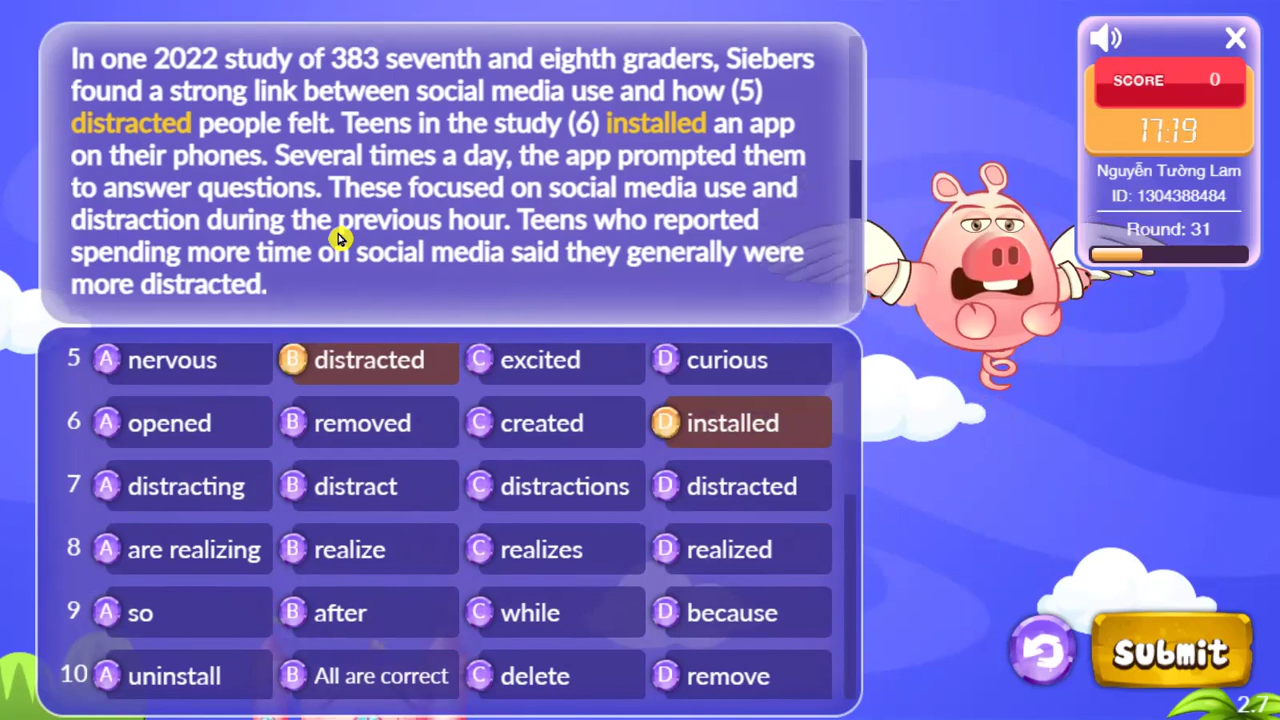 In one 2022 study of 383 seventh and eighth graders, Siebers
found a strong link between social media use and how (5)
distracted people felt. Teens in the study (6) installed an app
on their phones. Several times a day, the app prompted them
to answer questions. These focused on social media use and
distraction during the previous hour. Teens who reported
spending more time on social media said they generally were
more distracted.
SCORE 0
17:19
Nguyễn Tường Lam
ID: 1304388484
Round: 31
5 A nervous B distracted C excited D curious
6 A opened B removed C created D installed
7 A distracting B distract C distractions D distracted
8 A are realizing B realize C realizes D realized
9 A so B after C while D because
10 A uninstall B All are correct C delete D remove
Submit
2.7